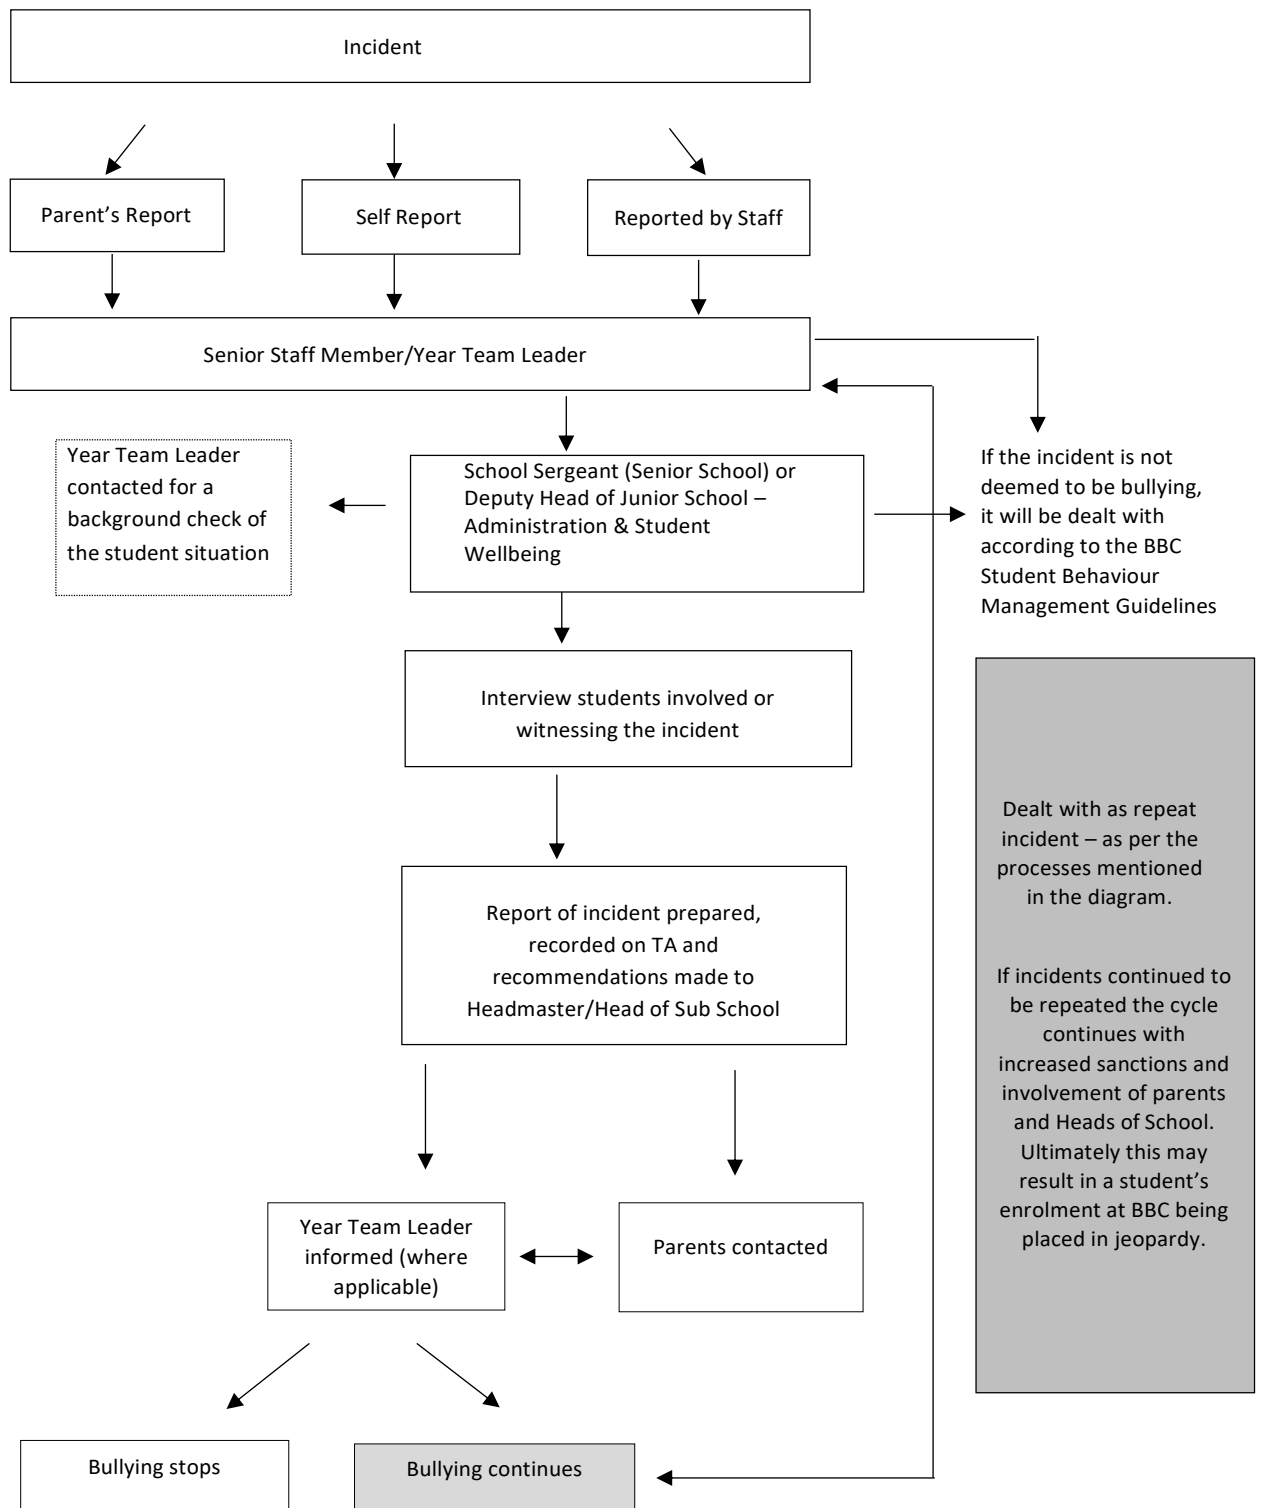 Incident
Parent’s Report
Self Report
Reported by Staff
Senior Staff Member/Year Team Leader
Year Team Leader
contacted for a
background check of
the student situation
School Sergeant (Senior School) or
Deputy Head of Junior School –
Administration & Student
Wellbeing
If the incident is not
deemed to be bullying,
it will be dealt with
according to the BBC
Student Behaviour
Management Guidelines
Interview students involved or
witnessing the incident
Dealt with as repeat
incident – as per the
processes mentioned
in the diagram.
If incidents continued to
be repeated the cycle
continues with
increased sanctions and
involvement of parents
and Heads of School.
Ultimately this may
result in a student’s
enrolment at BBC being
placed in jeopardy.
Report of incident prepared,
recorded on TA and
recommendations made to
Headmaster/Head of Sub School
Year Team Leader
informed (where
applicable)
Parents contacted
Bullying stops
Bullying continues